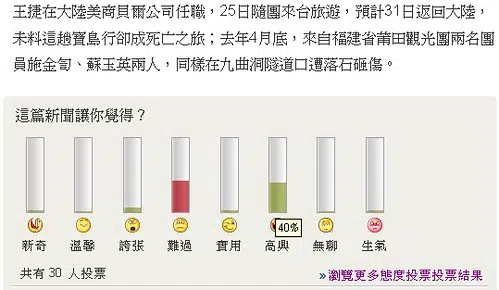 王捷在大陸美商貝爾公司任職，25日隨團來台旅遊，預計31日返回大陸，
未料這趟寶島行卻成死亡之旅；去年4月底，來自福建省莆田觀光團兩名團
員施金訇、蘇玉英兩人，同樣在九曲洞隧道口遭落石砸傷。
這篇新聞讓你覺得？
40%
新奇 溫馨 誇張 難過 實用 高興 無聊 生氣
共有 30 人投票 »瀏覽更多態度投票投票結果